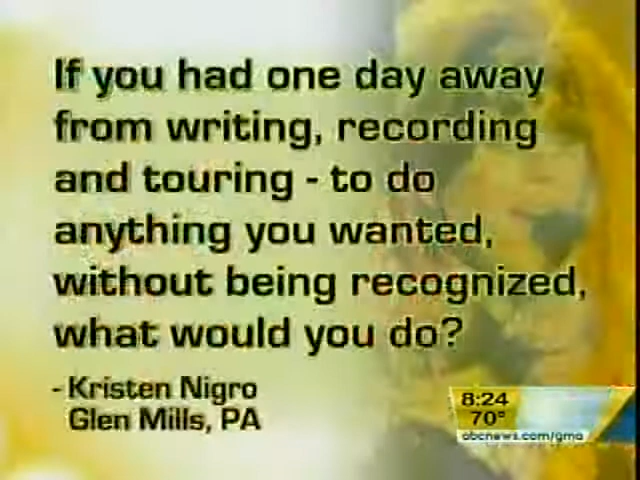 If you had one day away
from writing, recording
and touring - to do
anything you wanted,
without being recognized,
what would you do?
- Kristen Nigro
Glen Mills, PA
8:24
70°
abcnews.com/gma